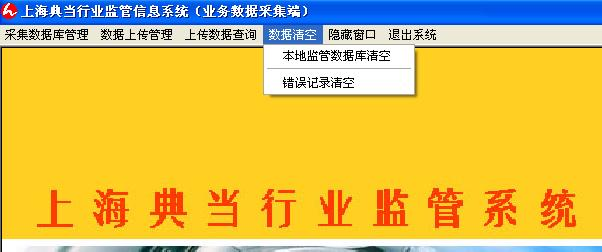 上海典当行业监管信息系统（业务数据采集端）
采集数据库管理 数据上传管理 上传数据查询 数据清空 隐藏窗口 退出系统
本地监管数据库清空
错误记录清空
上海典当行业监管系统